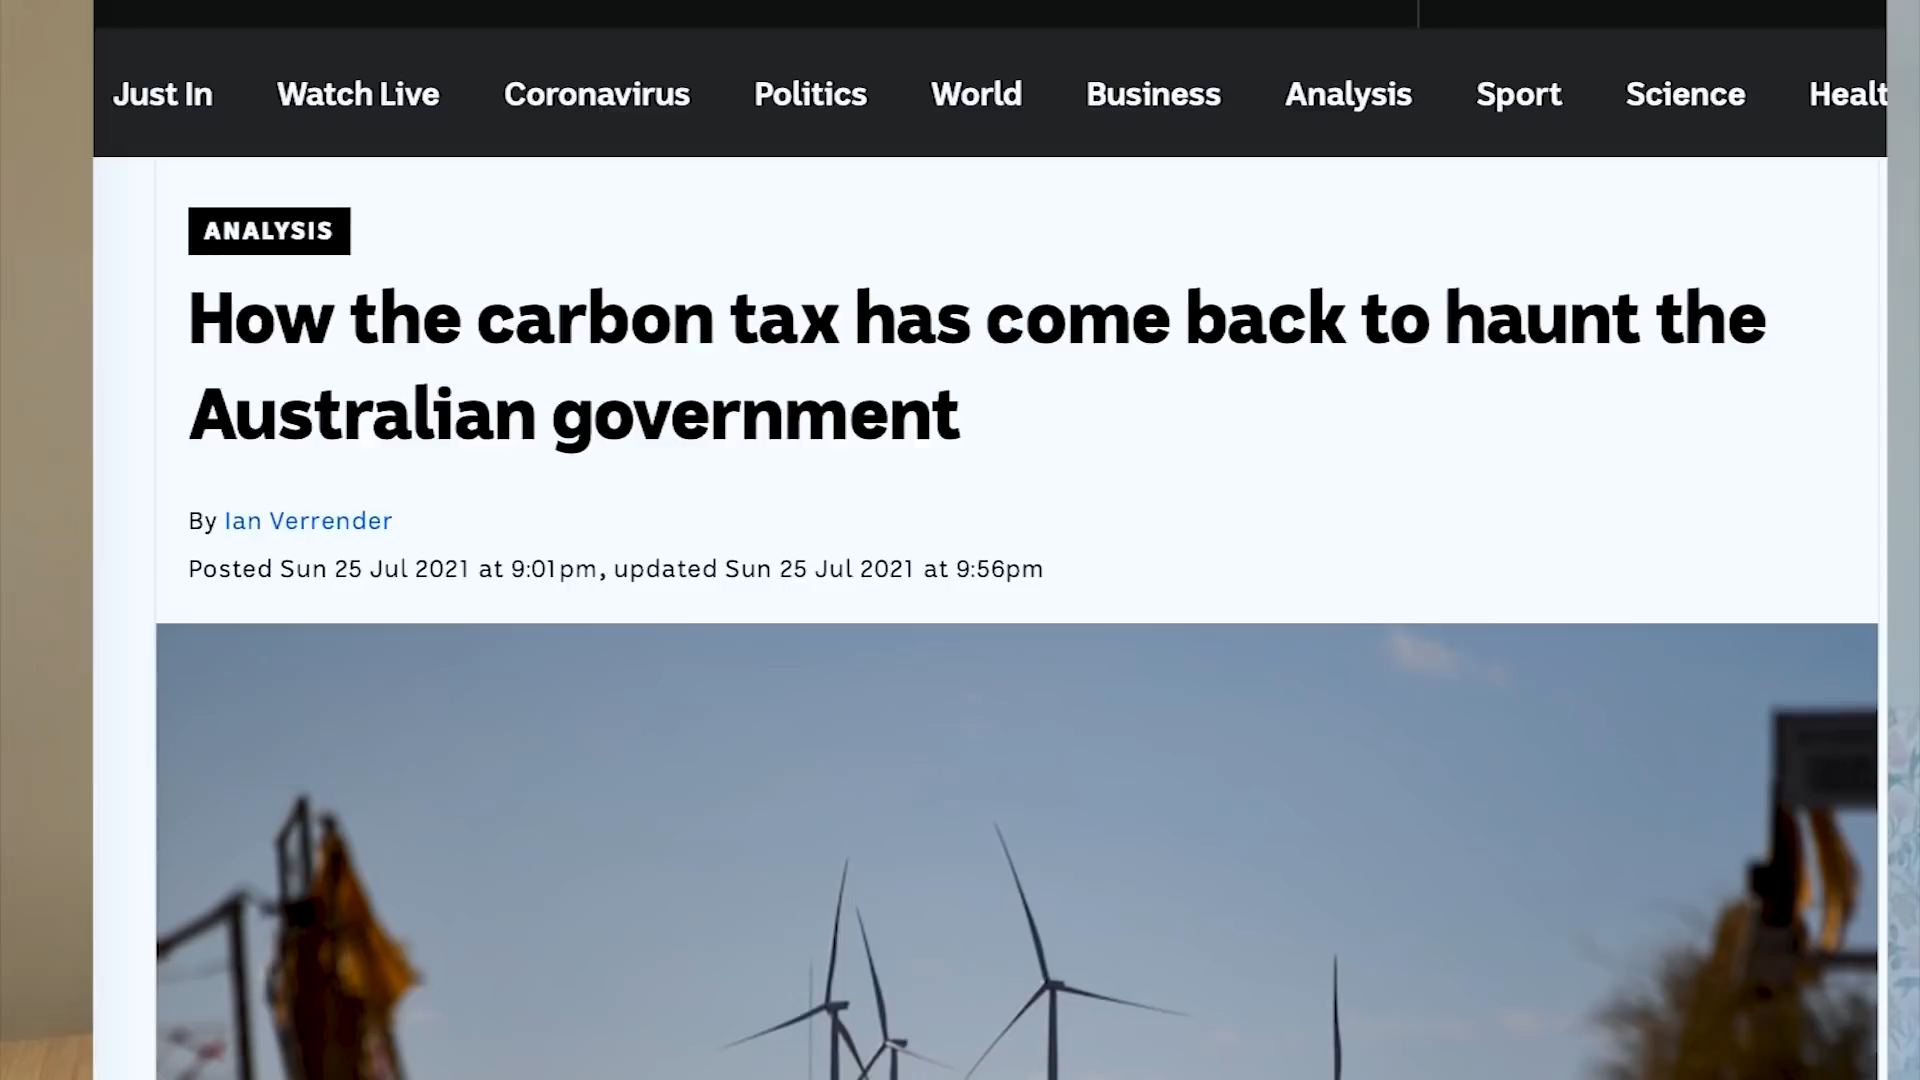 Just In Watch Live Coronavirus Politics World Business Analysis Sport Science Healt
ANALYSIS
How the carbon tax has come back to haunt the
Australian government
By Ian Verrender
Posted Sun 25 Jul 2021 at 9:01pm, updated Sun 25 Jul 2021 at 9:56pm